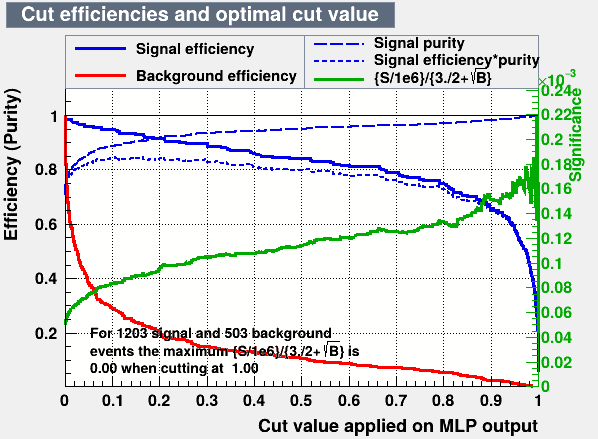 Cut efficiencies and optimal cut value
Signal efficiency
Background efficiency
Signal purity
Signal efficiency*purity
{S/1e6}/{3./2+√B}
×10⁻³
Efficiency (Purity)
1
0.8
0.6
0.4
0.2
0.24
0.22
0.2
0.18
0.16
0.14
0.12
0.1
0.08
0.06
0.04
0.02
0
Significance
For 1203 signal and 503 background
events the maximum {S/1e6}/{3./2+√B} is
0.00 when cutting at 1.00
0 0.1 0.2 0.3 0.4 0.5 0.6 0.7 0.8 0.9 1
Cut value applied on MLP output